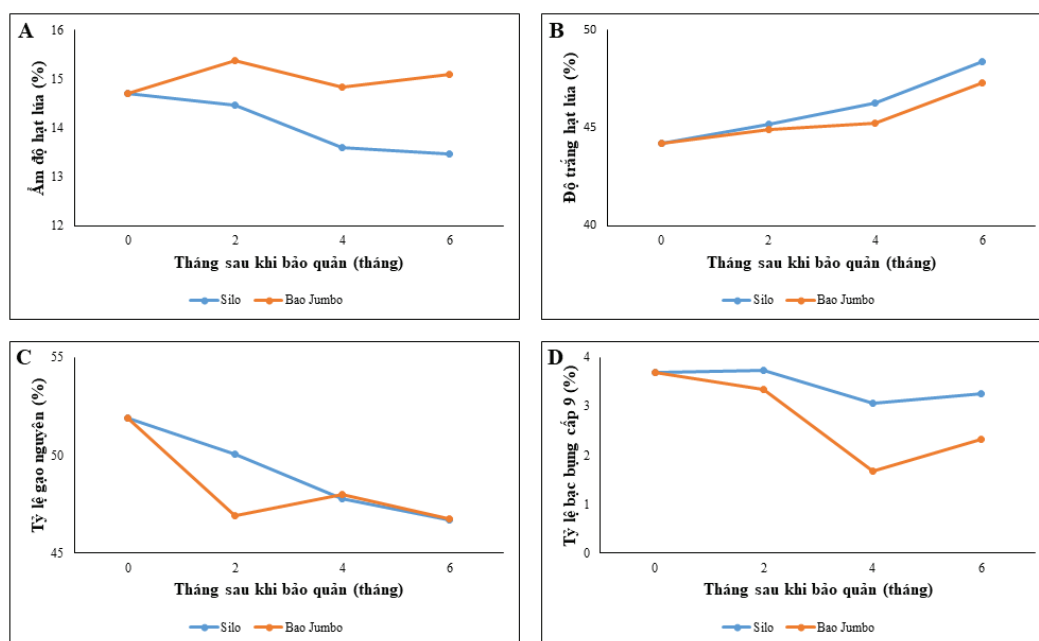 A
Ẩm độ hạt lúa (%)
16
15
14
13
12
0 2 4 6
Tháng sau khi bảo quản (tháng)
Silo Bao Jumbo
B
Độ trắng hạt lúa (%)
50
45
40
0 2 4 6
Tháng sau khi bảo quản (tháng)
Silo Bao Jumbo
C
Tỷ lệ gạo nguyên (%)
55
50
45
0 2 4 6
Tháng sau khi bảo quản (tháng)
Silo Bao Jumbo
D
Tỷ lệ bạc bụng cấp 9 (%)
4
3
2
1
0
0 2 4 6
Tháng sau khi bảo quản (tháng)
Silo Bao Jumbo